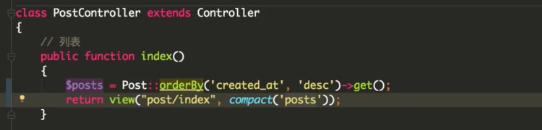 class PostController extends Controller
{
// 列表
public function index()
{
$posts = Post::orderBy('created_at', 'desc')->get();
return view("post/index", compact('posts'));
}